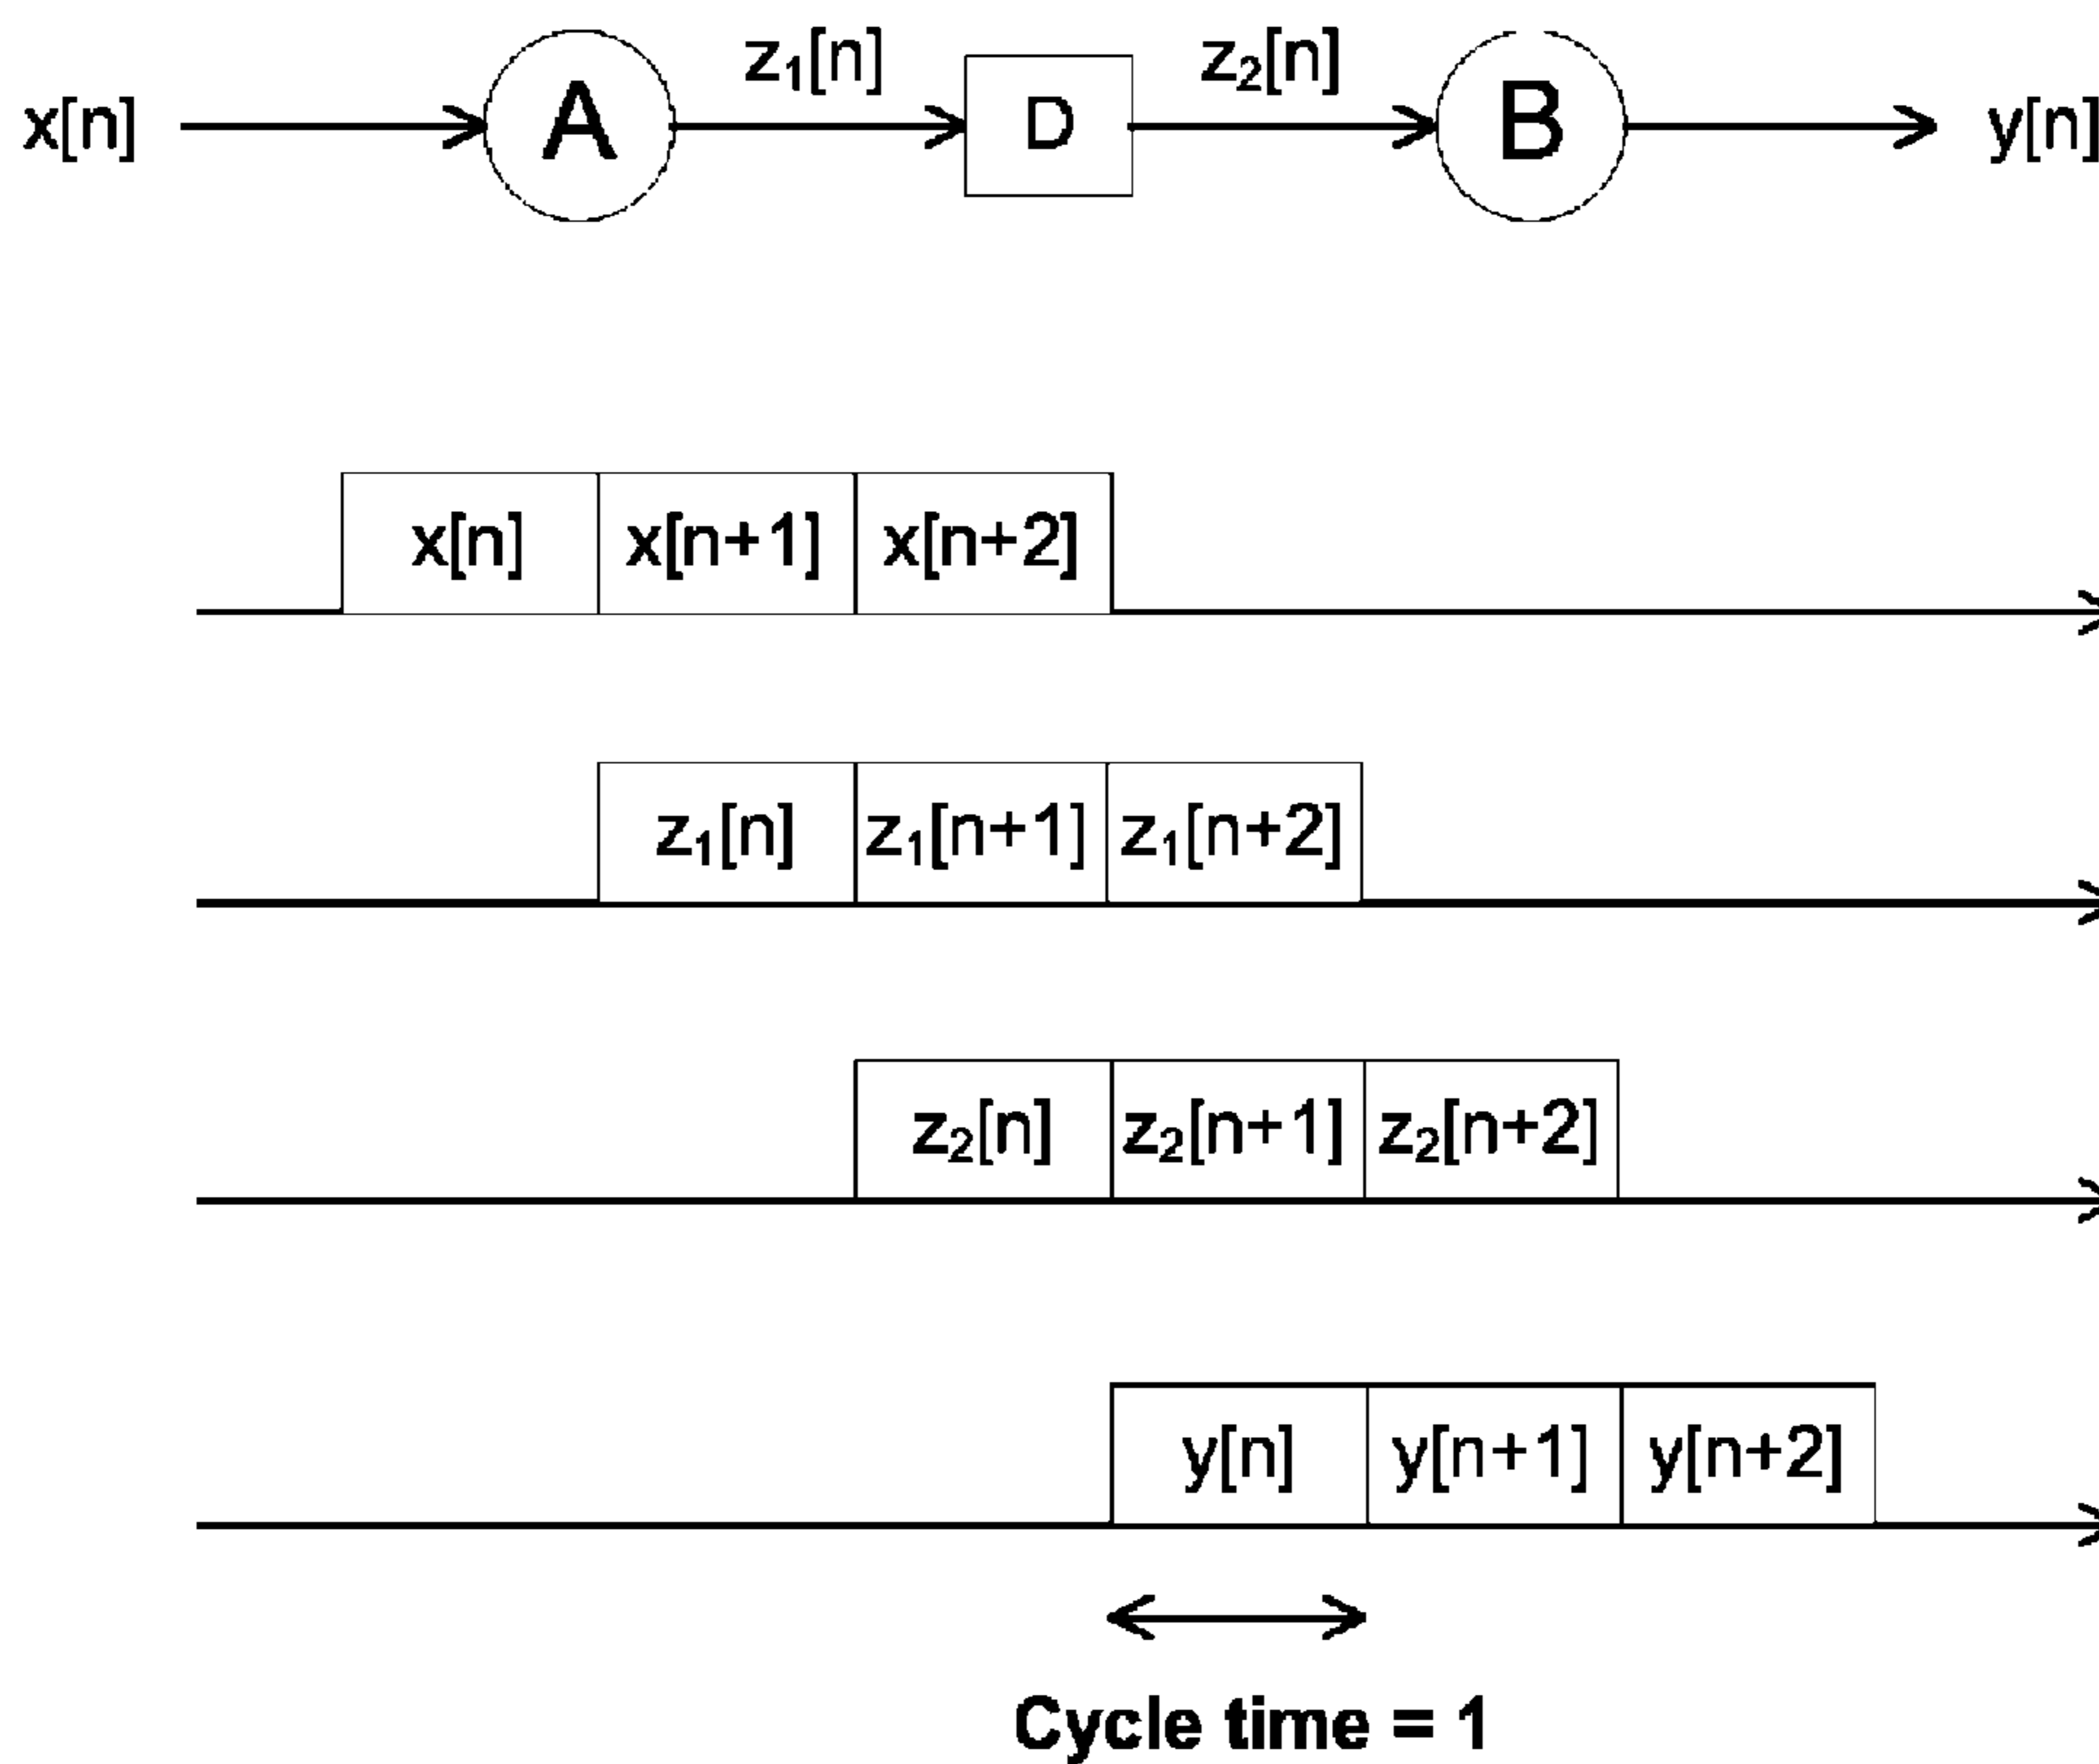 x[n] A z₁[n] D z₂[n] B y[n]
x[n] x[n+1] x[n+2]
z₁[n] z₁[n+1] z₁[n+2]
z₂[n] z₂[n+1] z₂[n+2]
y[n] y[n+1] y[n+2]
Cycle time = 1